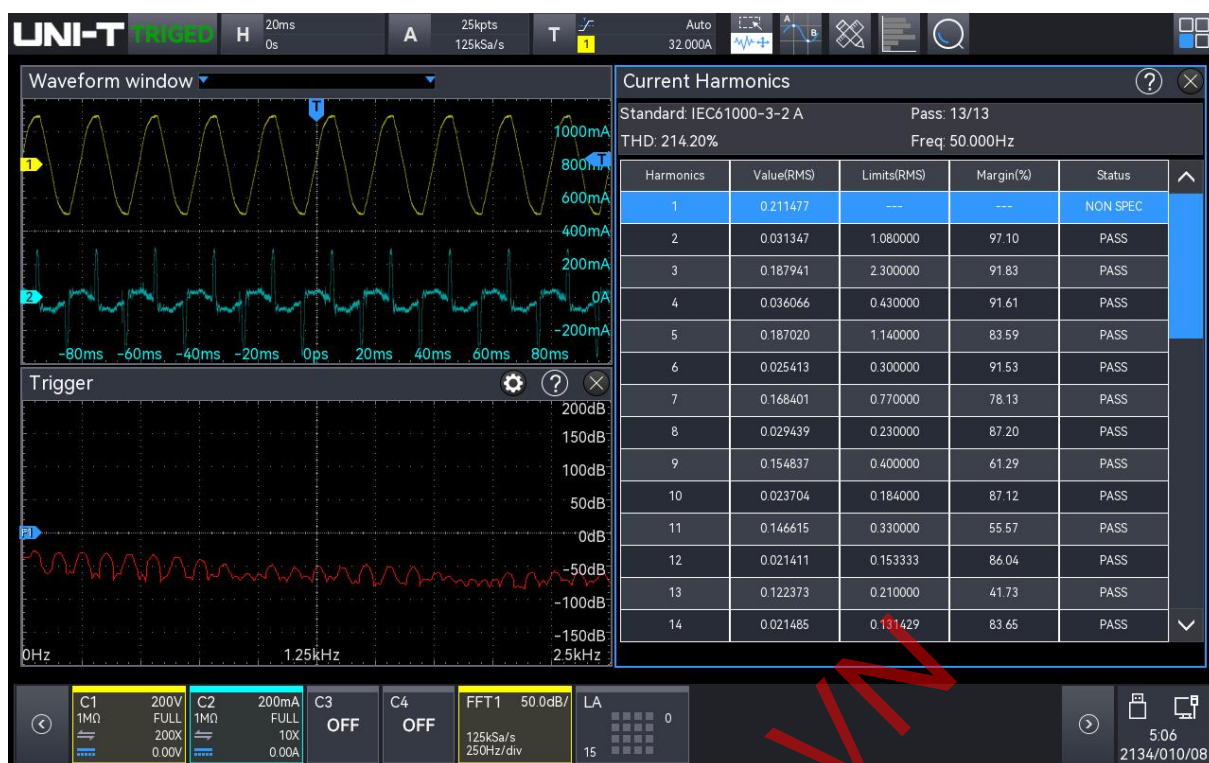 UNI-T TRIGED H 20ms 0s A 25kpts 125kSa/s T 1 Auto 32.000A A B
Waveform window
T
1000mA
1 800mA T
600mA
400mA
200mA
2 0A
-200mA
-80ms -60ms -40ms -20ms 0ps 20ms 40ms 60ms 80ms
Trigger ?
200dB
150dB
100dB
50dB
0dB
-50dB
-100dB
-150dB
0Hz 1.25kHz 2.5kHz
Current Harmonics ?
Standard: IEC61000-3-2 A Pass: 13/13
THD: 214.20% Freq: 50.000Hz
Harmonics Value(RMS) Limits(RMS) Margin(%) Status
1 0.211477 --- --- NON SPEC
2 0.031347 1.080000 97.10 PASS
3 0.187941 2.300000 91.83 PASS
4 0.036066 0.430000 91.61 PASS
5 0.187020 1.140000 83.59 PASS
6 0.025413 0.300000 91.53 PASS
7 0.168401 0.770000 78.13 PASS
8 0.029439 0.230000 87.20 PASS
9 0.154837 0.400000 61.29 PASS
10 0.023704 0.184000 87.12 PASS
11 0.146615 0.330000 55.57 PASS
12 0.021411 0.153333 86.04 PASS
13 0.122373 0.210000 41.73 PASS
14 0.021485 0.131429 83.65 PASS
C1 200V C2 200mA C3 C4 FFT1 50.0dB/ LA
1MΩ FULL 1MΩ FULL OFF OFF 0
200X 10X 125kSa/s
0.00V 0.00A 250Hz/div 15
5:06
2134/010/08
VN